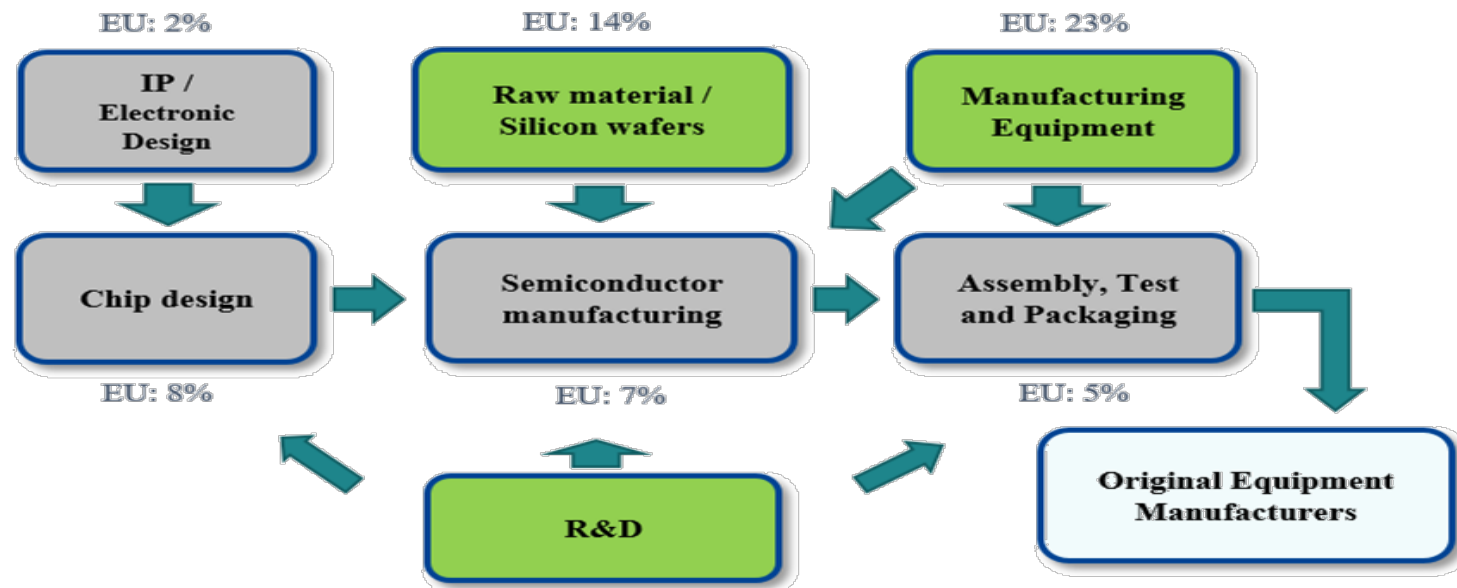 EU: 2%
EU: 14%
EU: 23%
IP /
Electronic
Design
Raw material /
Silicon wafers
Manufacturing
Equipment
Chip design
Semiconductor
manufacturing
Assembly, Test
and Packaging
EU: 8%
EU: 7%
EU: 5%
R&D
Original Equipment
Manufacturers